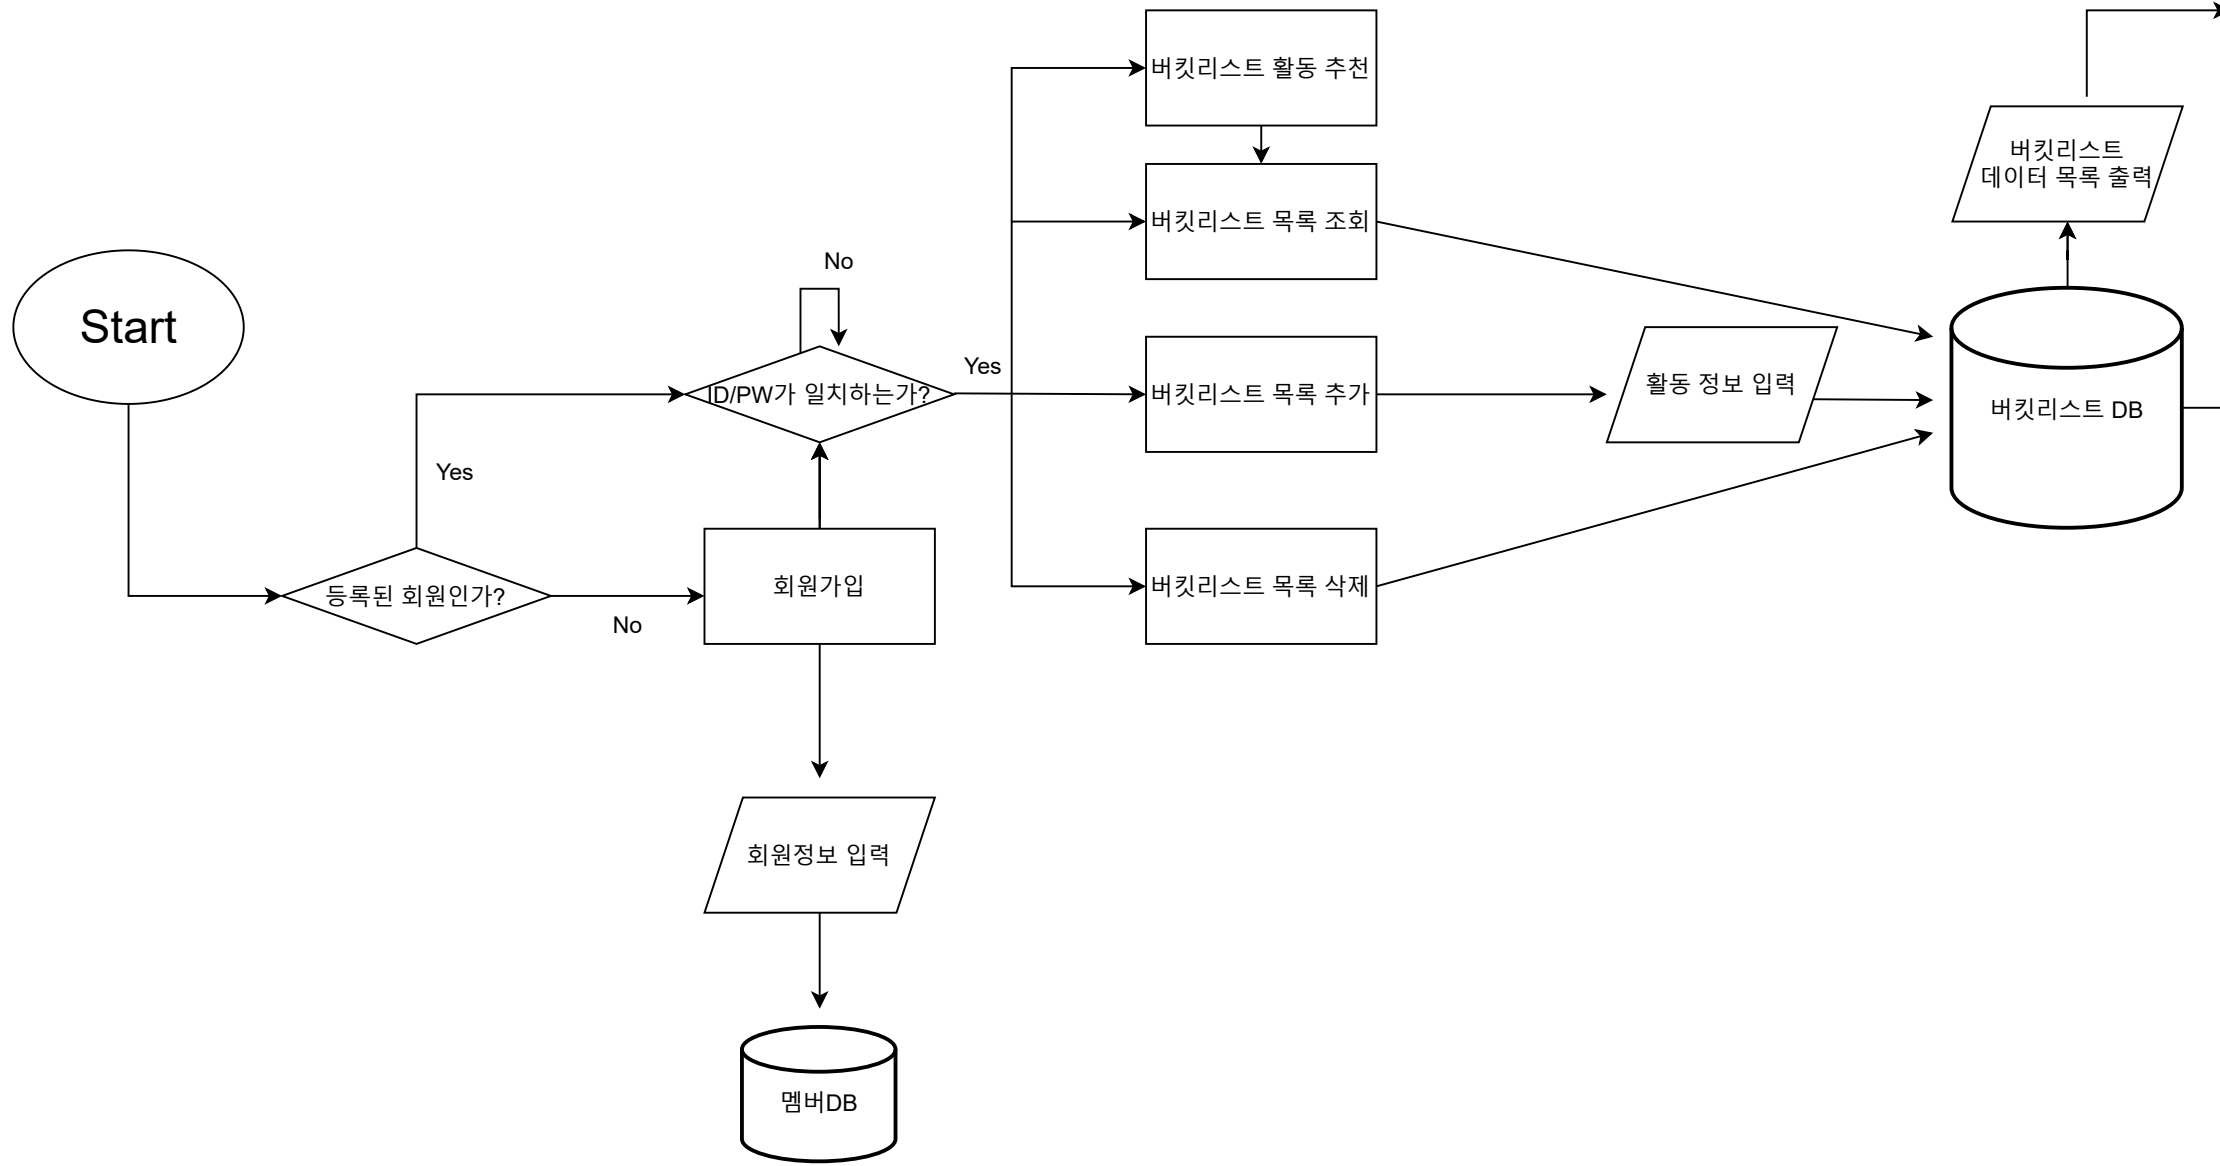 Start
등록된 회원인가?
Yes
No
ID/PW가 일치하는가?
No
Yes
회원가입
회원정보 입력
멤버DB
버킷리스트 활동 추천
버킷리스트 목록 조회
버킷리스트 목록 추가
버킷리스트 목록 삭제
활동 정보 입력
버킷리스트 DB
버킷리스트
데이터 목록 출력